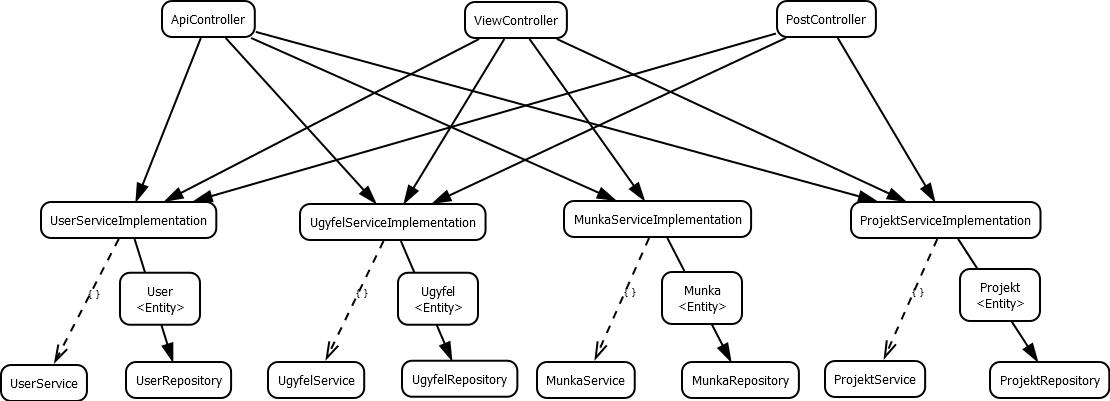 ApiController
ViewController
PostController
UserServiceImplementation
UgyfelServiceImplementation
MunkaServiceImplementation
ProjektServiceImplementation
User
<Entity>
Ugyfel
<Entity>
Munka
<Entity>
Projekt
<Entity>
{ }
{ }
{ }
{ }
UserService
UserRepository
UgyfelService
UgyfelRepository
MunkaService
MunkaRepository
ProjektService
ProjektRepository